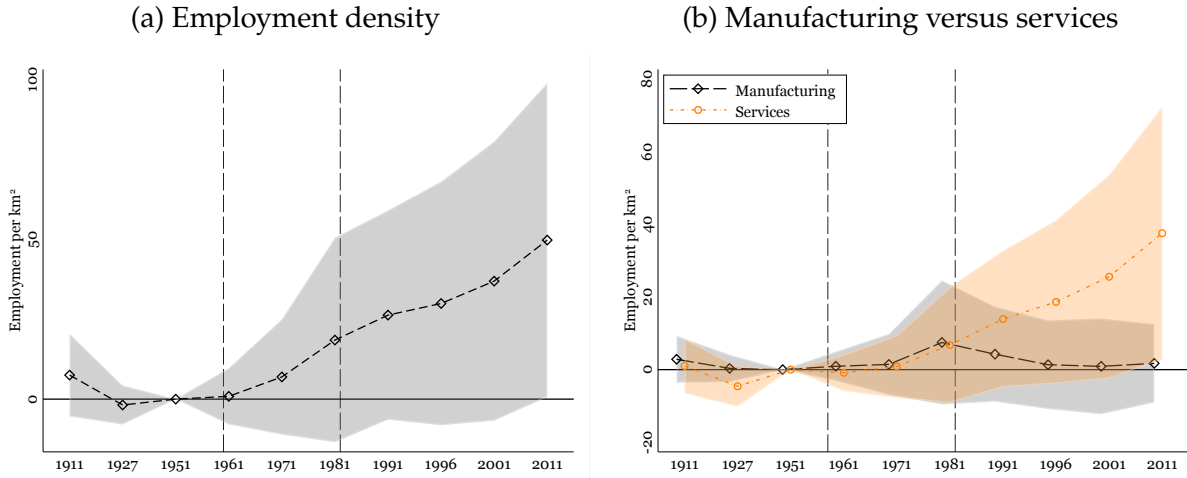 (a) Employment density
100
50
0
Employment per km²
1911 1927 1951 1961 1971 1981 1991 1996 2001 2011
(b) Manufacturing versus services
80
60
40
20
0
-20
Employment per km²
Manufacturing
Services
1911 1927 1951 1961 1971 1981 1991 1996 2001 2011